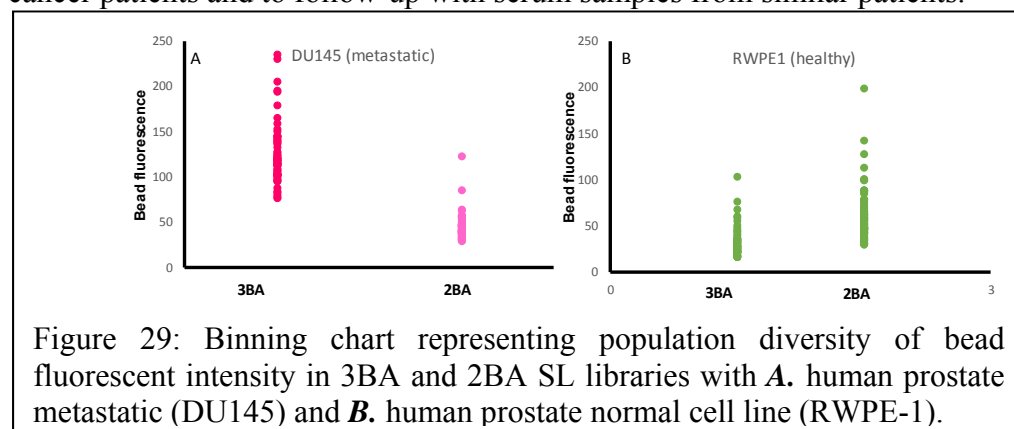 cancer patients and to follow-up with serum samples from similar patients.
A
DU145 (metastatic)
Bead fluorescence
250
200
150
100
50
0
3BA
2BA
B
RWPE1 (healthy)
Bead fluorescence
250
200
150
100
50
0
0
3BA
2BA
3
Figure 29: Binning chart representing population diversity of bead
fluorescent intensity in 3BA and 2BA SL libraries with A. human prostate
metastatic (DU145) and B. human prostate normal cell line (RWPE-1).